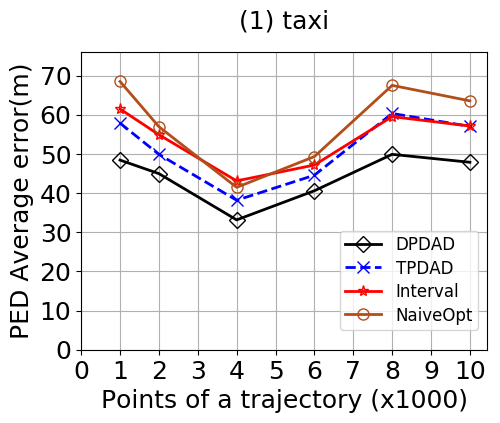 (1) taxi
PED Average error(m)
70
60
50
40
30
20
10
0
DPDAD
TPDAD
Interval
NaiveOpt
0 1 2 3 4 5 6 7 8 9 10
Points of a trajectory (x1000)